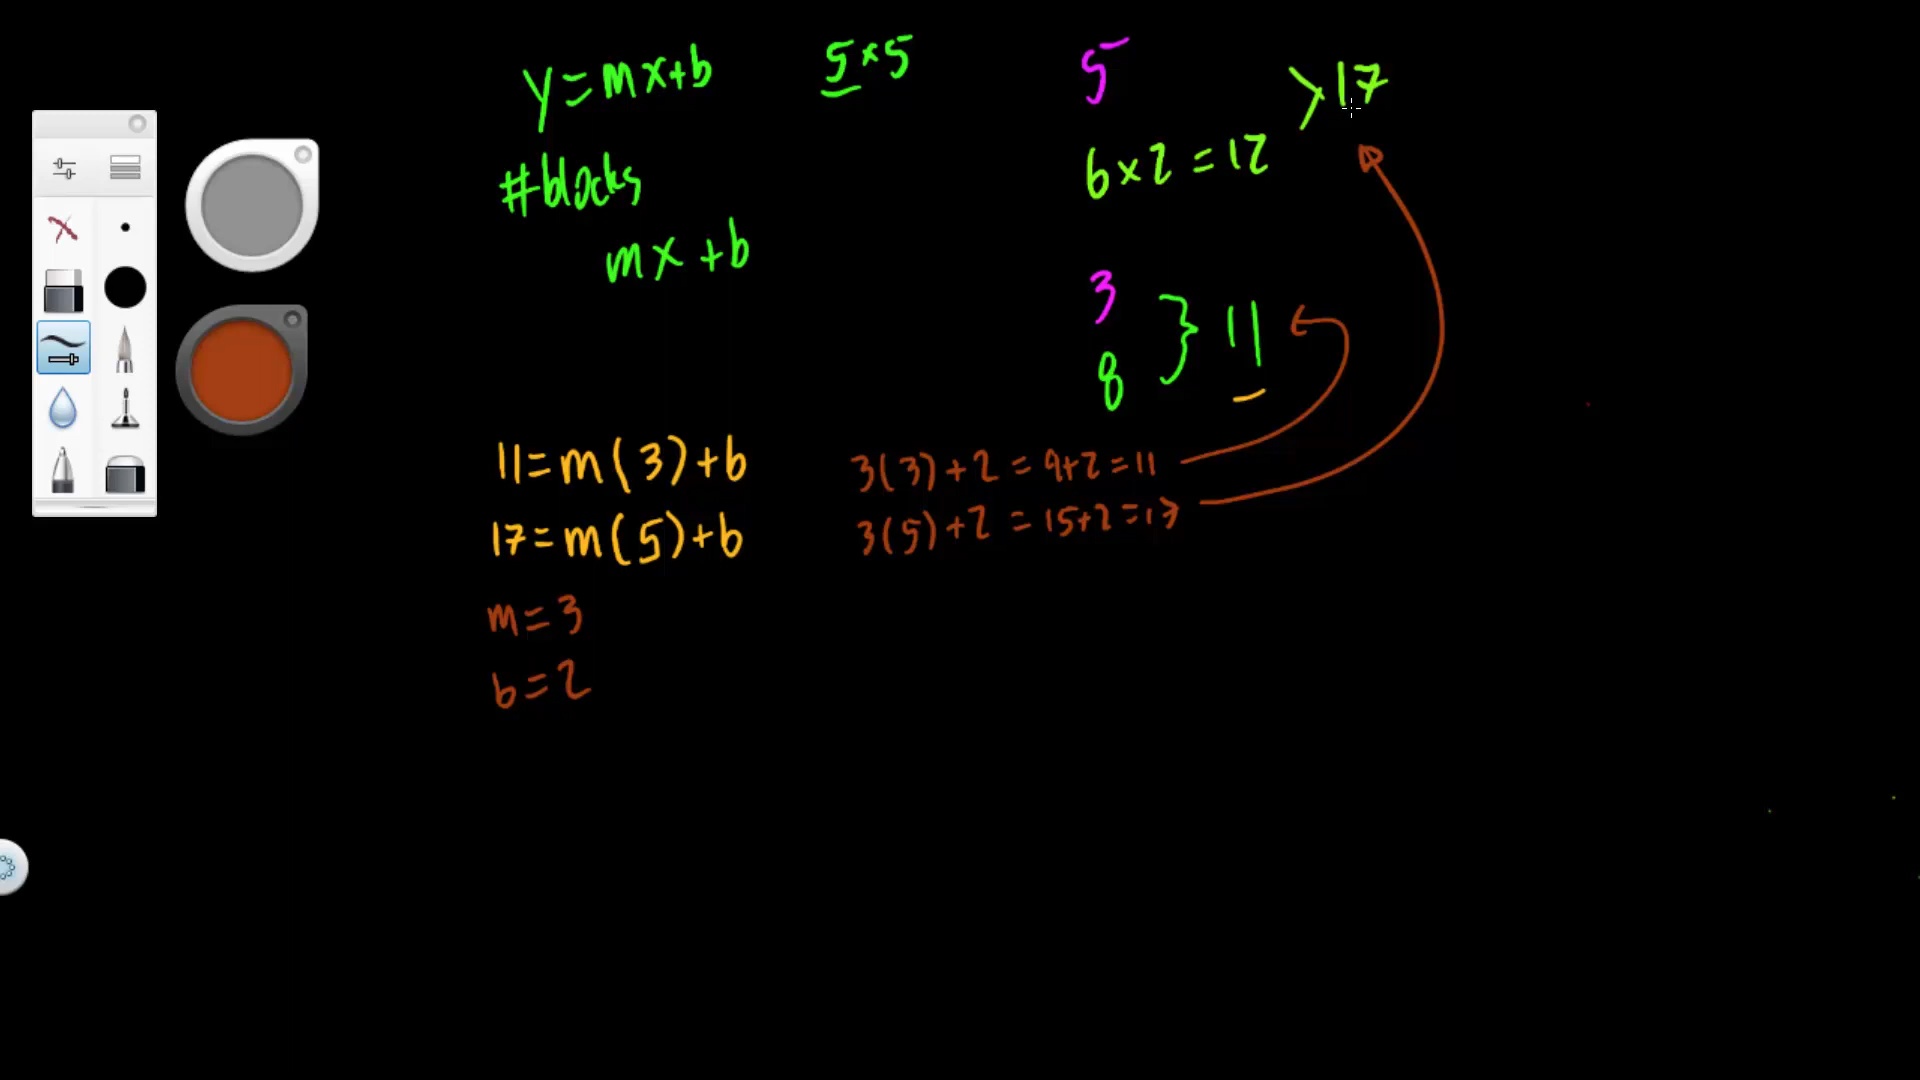 y=mx+b
5×5
#blocks
mx+b
5
6×2=12
>17
3
8
} 11
11=m(3)+b
17=m(5)+b
m=3
b=2
3(3)+2=9+2=11
3(5)+2=15+2=17